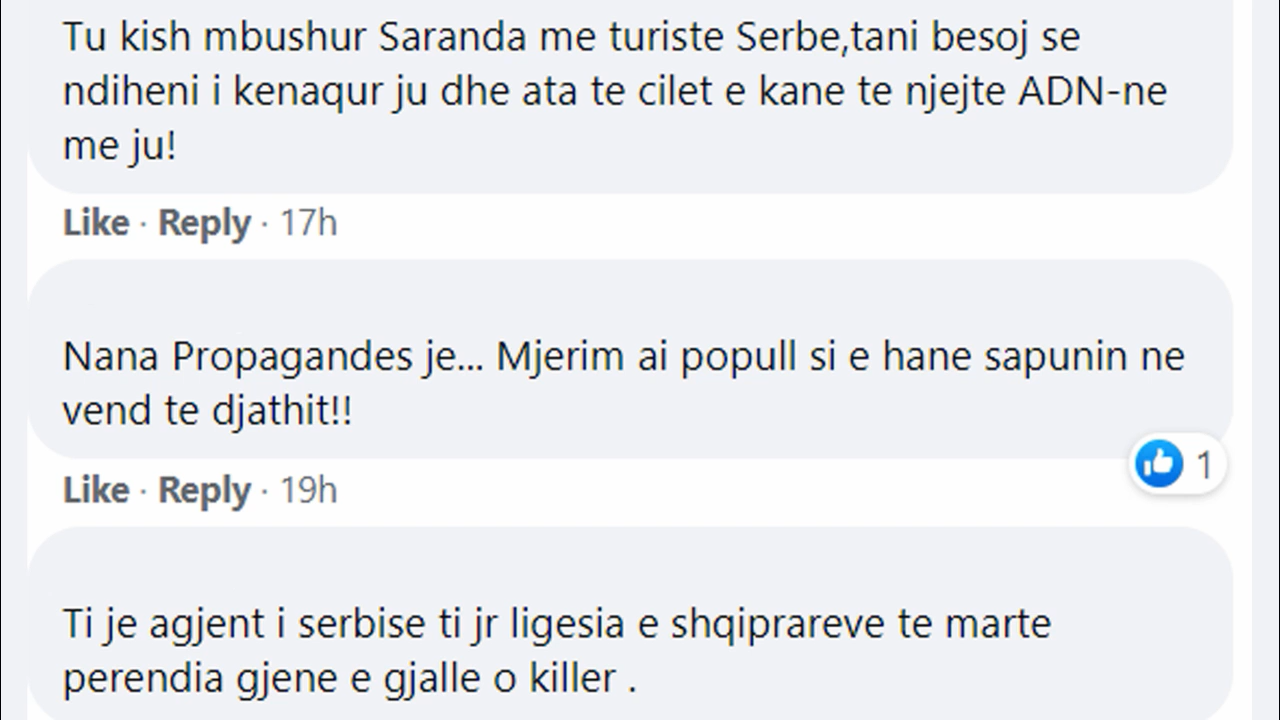 Tu kish mbushur Saranda me turiste Serbe,tani besoj se
ndiheni i kenaqur ju dhe ata te cilet e kane te njejte ADN-ne
me ju!
Like · Reply · 17h
Nana Propagandes je... Mjerim ai popull si e hane sapunin ne
vend te djathit!!
1
Like · Reply · 19h
Ti je agjent i serbise ti jr ligesia e shqiprareve te marte
perendia gjene e gjalle o killer .